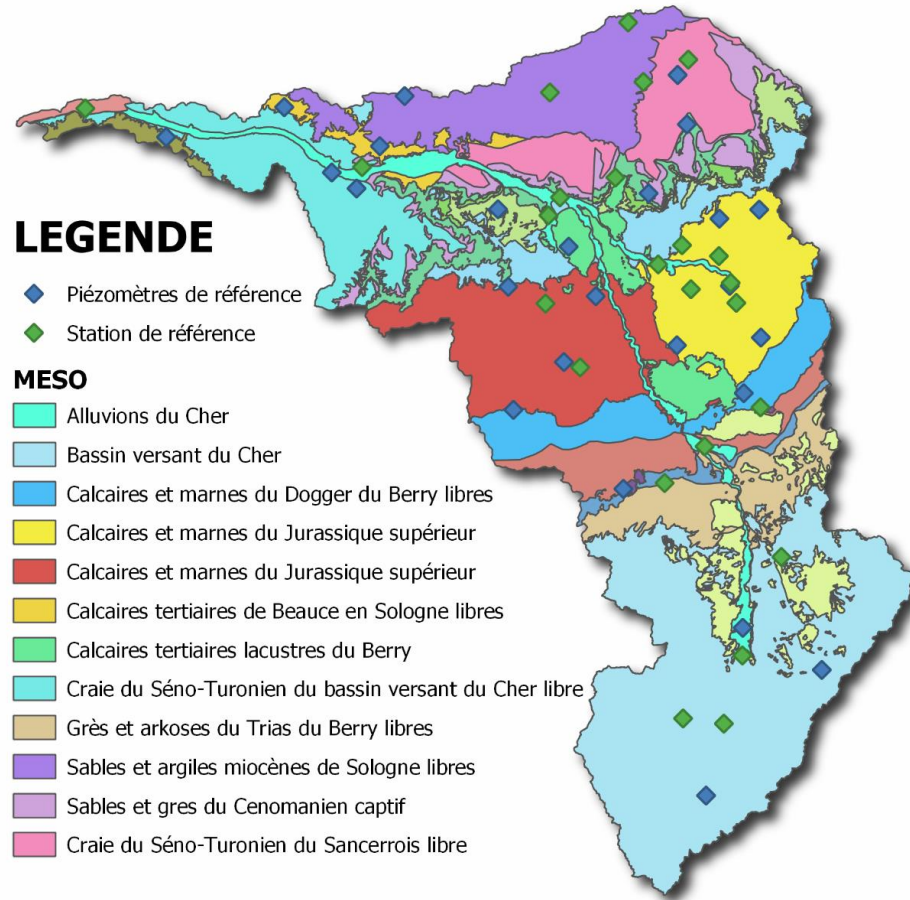 LEGENDE
Piézomètres de référence
Station de référence
MESO
Alluvions du Cher
Bassin versant du Cher
Calcaires et marnes du Dogger du Berry libres
Calcaires et marnes du Jurassique supérieur
Calcaires et marnes du Jurassique supérieur
Calcaires tertiaires de Beauce en Sologne libres
Calcaires tertiaires lacustres du Berry
Craie du Séno-Turonien du bassin versant du Cher libre
Grès et arkoses du Trias du Berry libres
Sables et argiles miocènes de Sologne libres
Sables et gres du Cenomanien captif
Craie du Séno-Turonien du Sancerrois libre